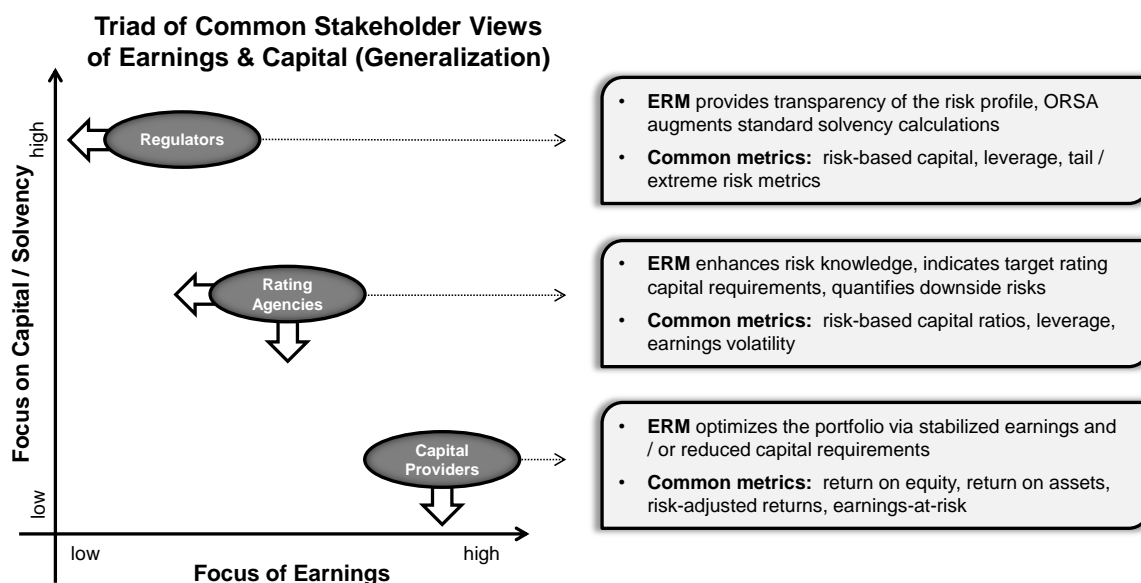 Triad of Common Stakeholder Views
of Earnings & Capital (Generalization)
Focus on Capital / Solvency
high
low
Regulators
Rating
Agencies
Capital
Providers
low
high
Focus of Earnings
• ERM provides transparency of the risk profile, ORSA
augments standard solvency calculations
• Common metrics: risk-based capital, leverage, tail /
extreme risk metrics
• ERM enhances risk knowledge, indicates target rating
capital requirements, quantifies downside risks
• Common metrics: risk-based capital ratios, leverage,
earnings volatility
• ERM optimizes the portfolio via stabilized earnings and
/ or reduced capital requirements
• Common metrics: return on equity, return on assets,
risk-adjusted returns, earnings-at-risk